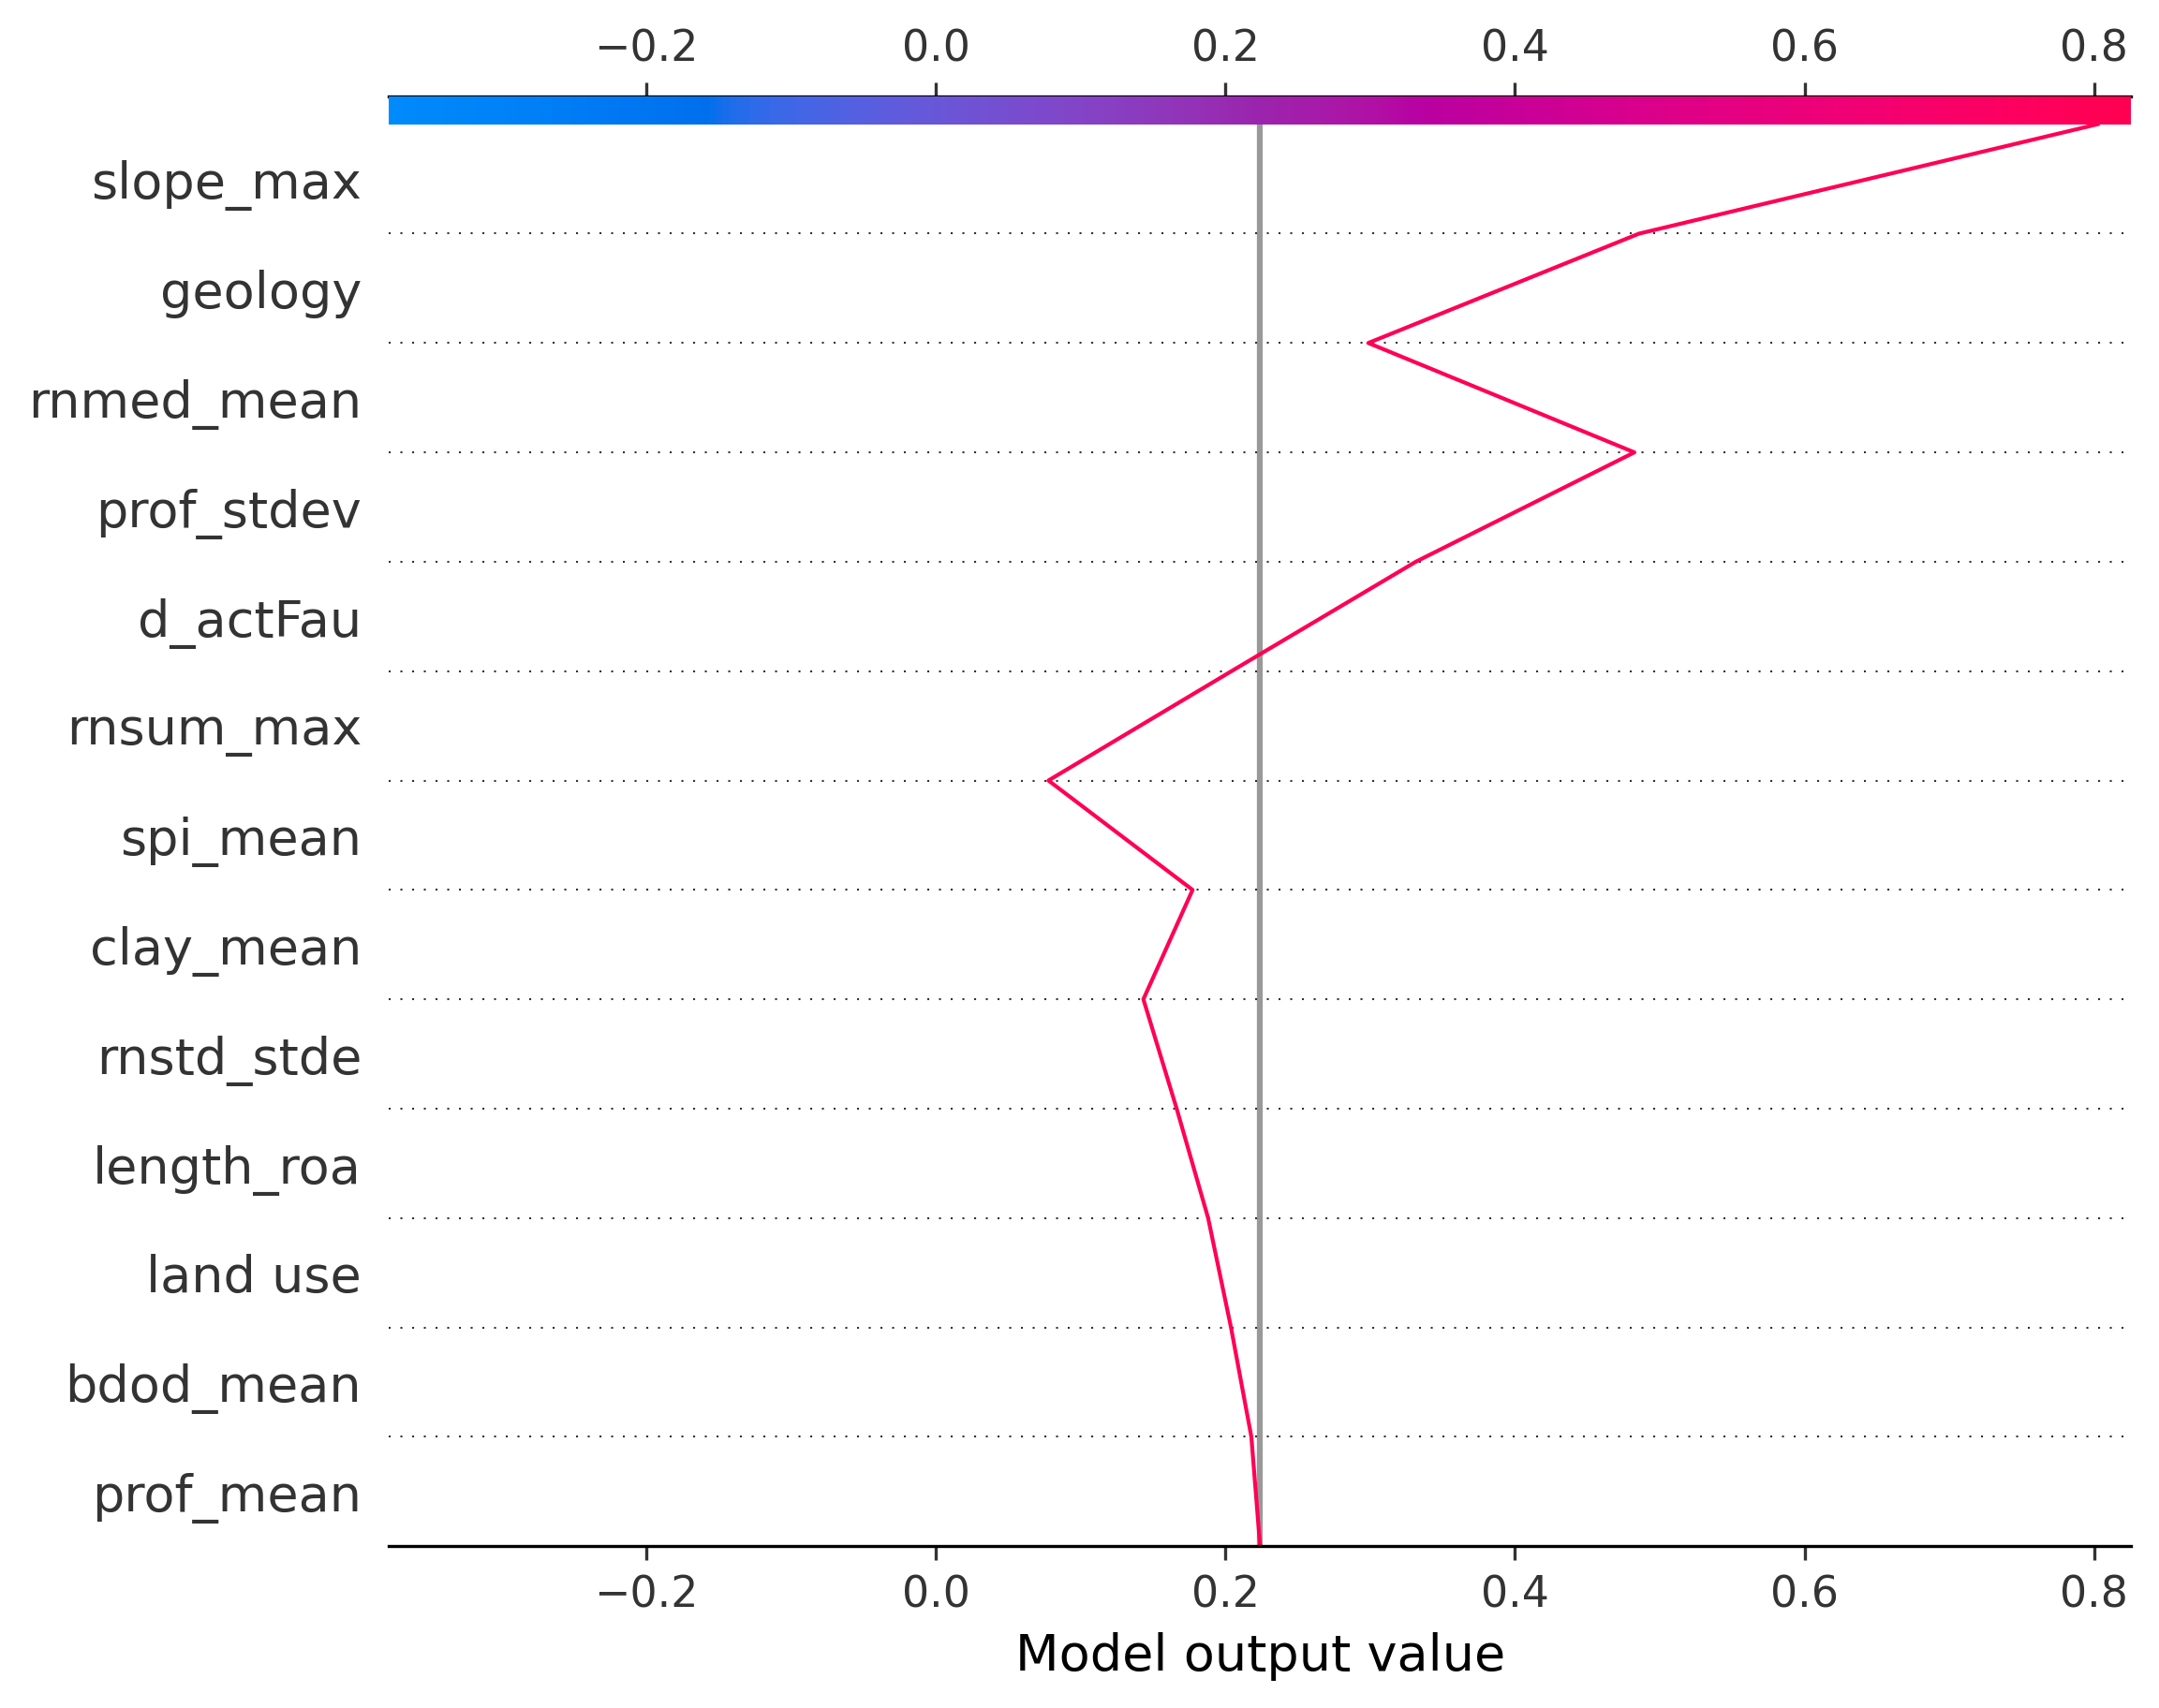 −0.2 0.0 0.2 0.4 0.6 0.8
slope_max
geology
rnmed_mean
prof_stdev
d_actFau
rnsum_max
spi_mean
clay_mean
rnstd_stde
length_roa
land use
bdod_mean
prof_mean
−0.2 0.0 0.2 0.4 0.6 0.8
Model output value